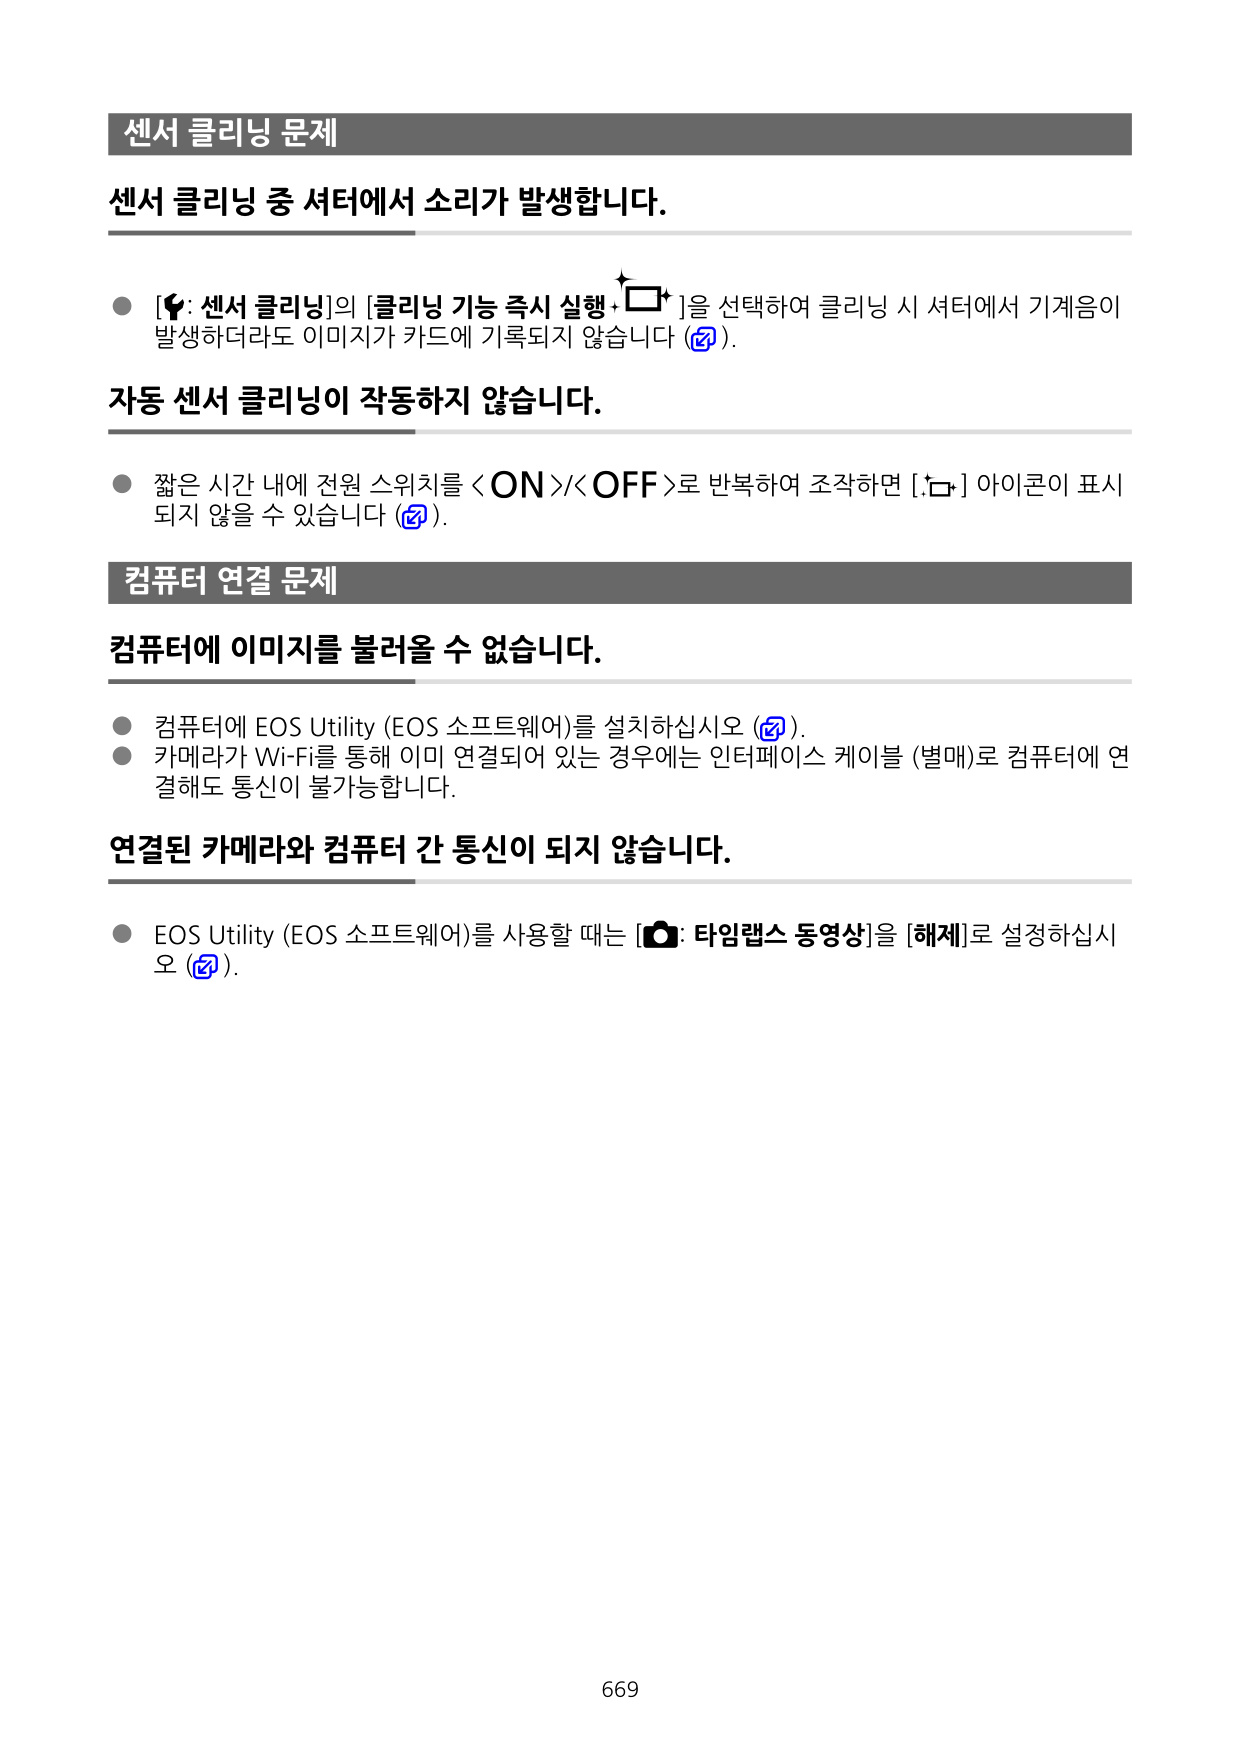 센서 클리닝 문제
센서 클리닝 중 셔터에서 소리가 발생합니다.
● [: 센서 클리닝]의 [클리닝 기능 즉시 실행]을 선택하여 클리닝 시 셔터에서 기계음이
발생하더라도 이미지가 카드에 기록되지 않습니다 ().
자동 센서 클리닝이 작동하지 않습니다.
● 짧은 시간 내에 전원 스위치를 <ON>/<OFF>로 반복하여 조작하면 [] 아이콘이 표시
되지 않을 수 있습니다 ().
컴퓨터 연결 문제
컴퓨터에 이미지를 불러올 수 없습니다.
● 컴퓨터에 EOS Utility (EOS 소프트웨어)를 설치하십시오 ().
● 카메라가 Wi-Fi를 통해 이미 연결되어 있는 경우에는 인터페이스 케이블 (별매)로 컴퓨터에 연
결해도 통신이 불가능합니다.
연결된 카메라와 컴퓨터 간 통신이 되지 않습니다.
● EOS Utility (EOS 소프트웨어)를 사용할 때는 [: 타임랩스 동영상]을 [해제]로 설정하십시
오 ().
669